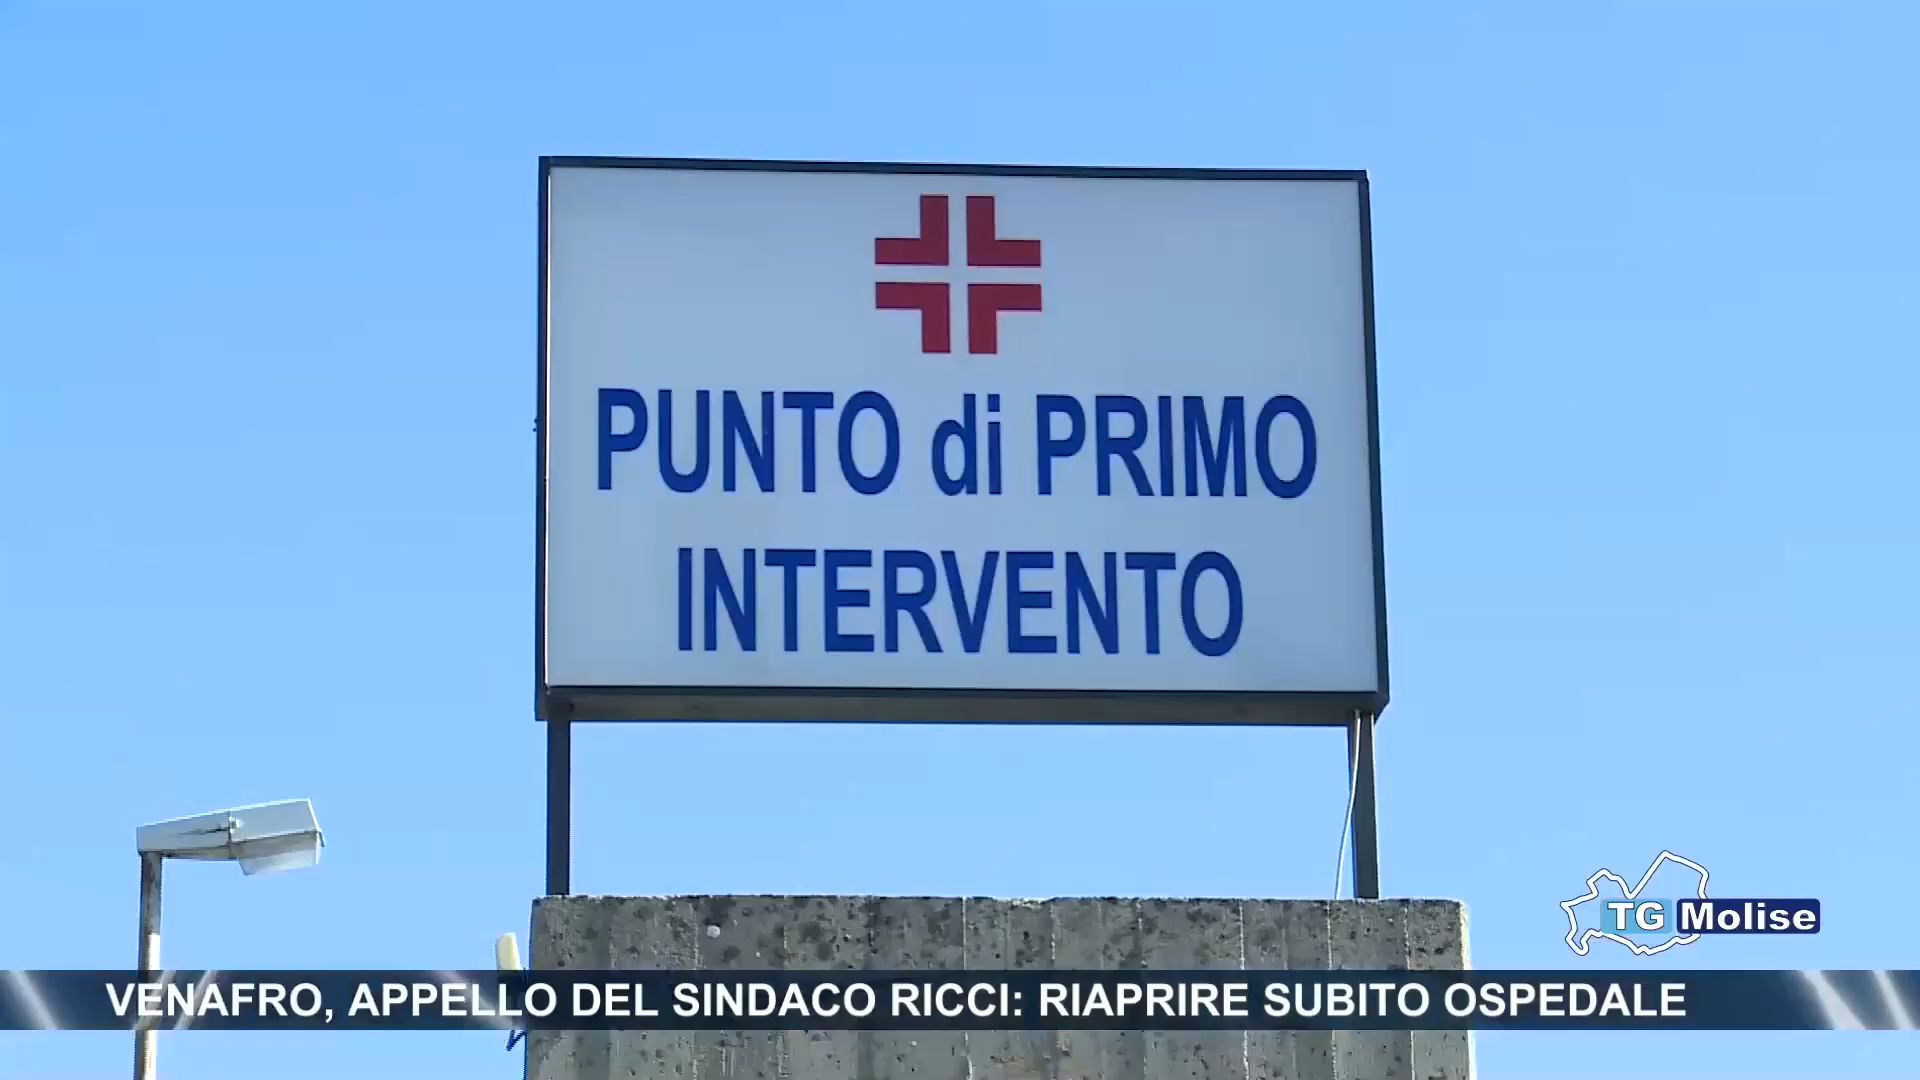 PUNTO di PRIMO
INTERVENTO
TG Molise
VENAFRO, APPELLO DEL SINDACO RICCI: RIAPRIRE SUBITO OSPEDALE